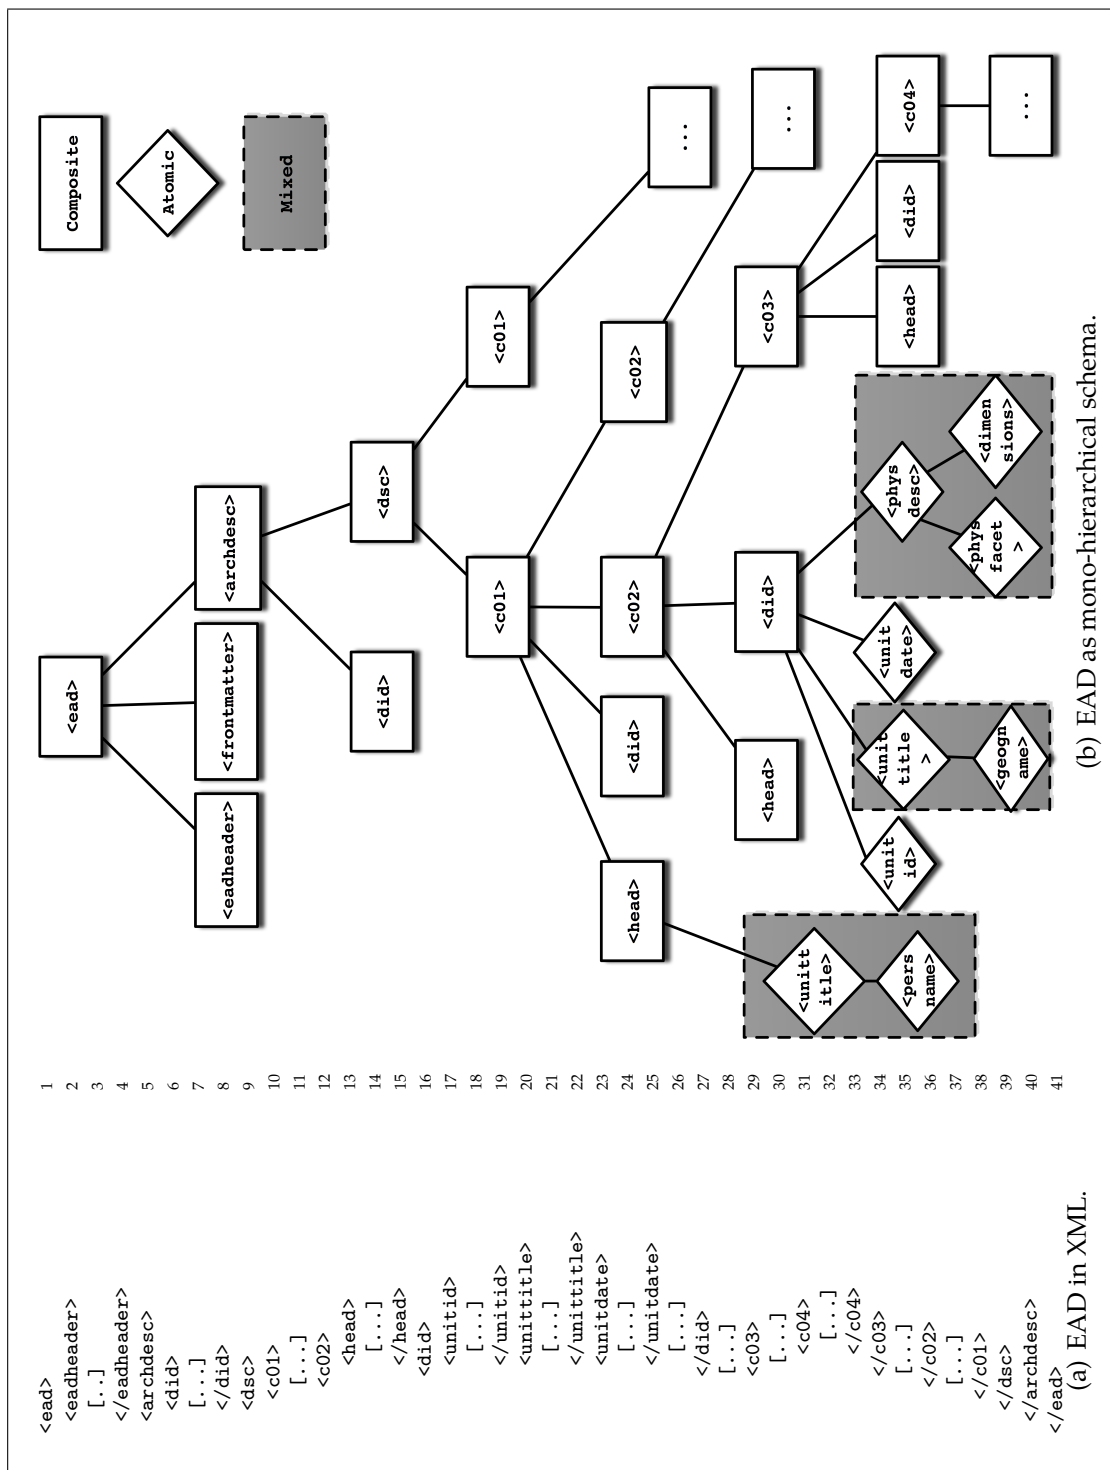 <ead>
<eadheader>
[..]
</eadheader>
<archdesc>
<did>
[...]
</did>
<dsc>
<c01>
[...]
<c02>
<head>
[...]
</head>
<did>
<unitid>
[...]
</unitid>
<unittitle>
[...]
</unittitle>
<unitdate>
[...]
</unitdate>
[...]
</did>
[...]
<c03>
[...]
<c04>
[...]
</c04>
</c03>
[...]
</c02>
[...]
</c01>
</dsc>
</archdesc>
</ead>
1
2
3
4
5
6
7
8
9
10
11
12
13
14
15
16
17
18
19
20
21
22
23
24
25
26
27
28
29
30
31
32
33
34
35
36
37
38
39
40
41
(a) EAD in XML.
Composite
Atomic
Mixed
<ead>
<eadheader>
<frontmatter>
<archdesc>
<did>
<dsc>
<c01>
<c01>
<head>
<did>
<c02>
<c02>
...
<unitt
itle>
<pers
name>
<head>
<did>
<c03>
...
<unit
id>
<unit
title
>
<geogn
ame>
<unit
date>
<phys
desc>
<phys
facet
>
<dimen
sions>
<head>
<did>
<c04>
...
(b) EAD as mono-hierarchical schema.